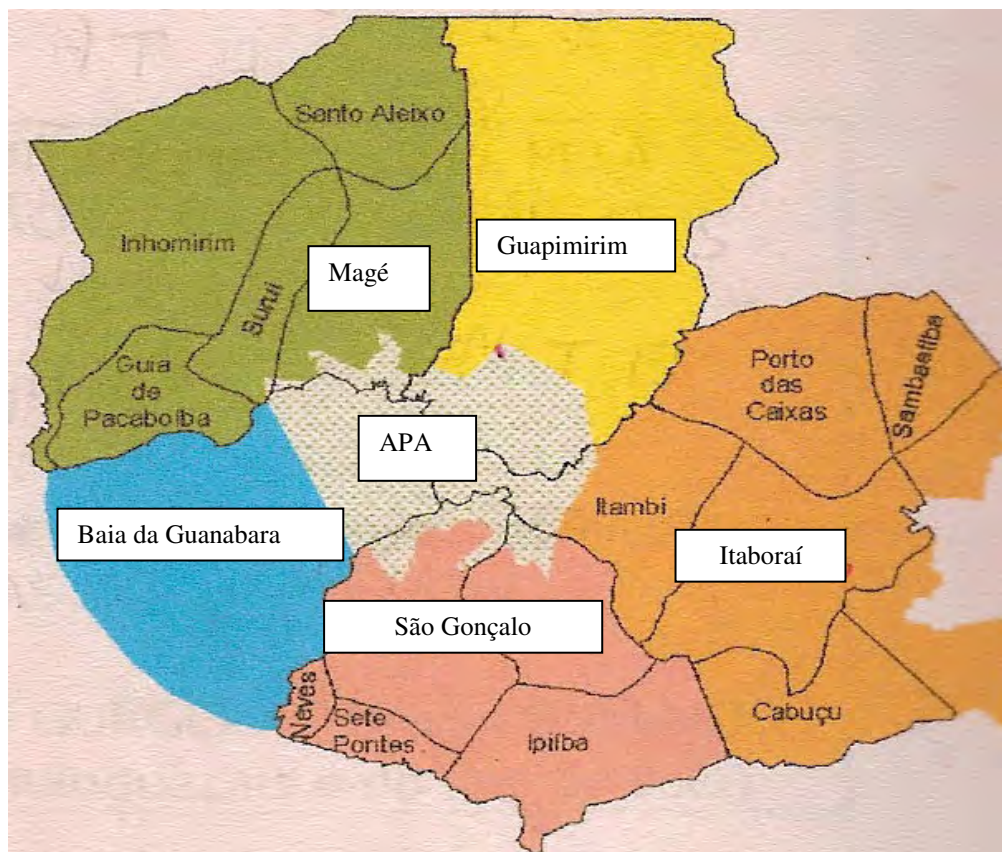 Santo Aleixo
Inhomirim
Magé
Guapimirim
Suruí
Guia
de
Pacabolba
Porto
das
Caixas
Sambaetiba
APA
Itambi
Baia da Guanabara
Itaboraí
São Gonçalo
Neves
Sete
Pontes
Ipiíba
Cabuçu